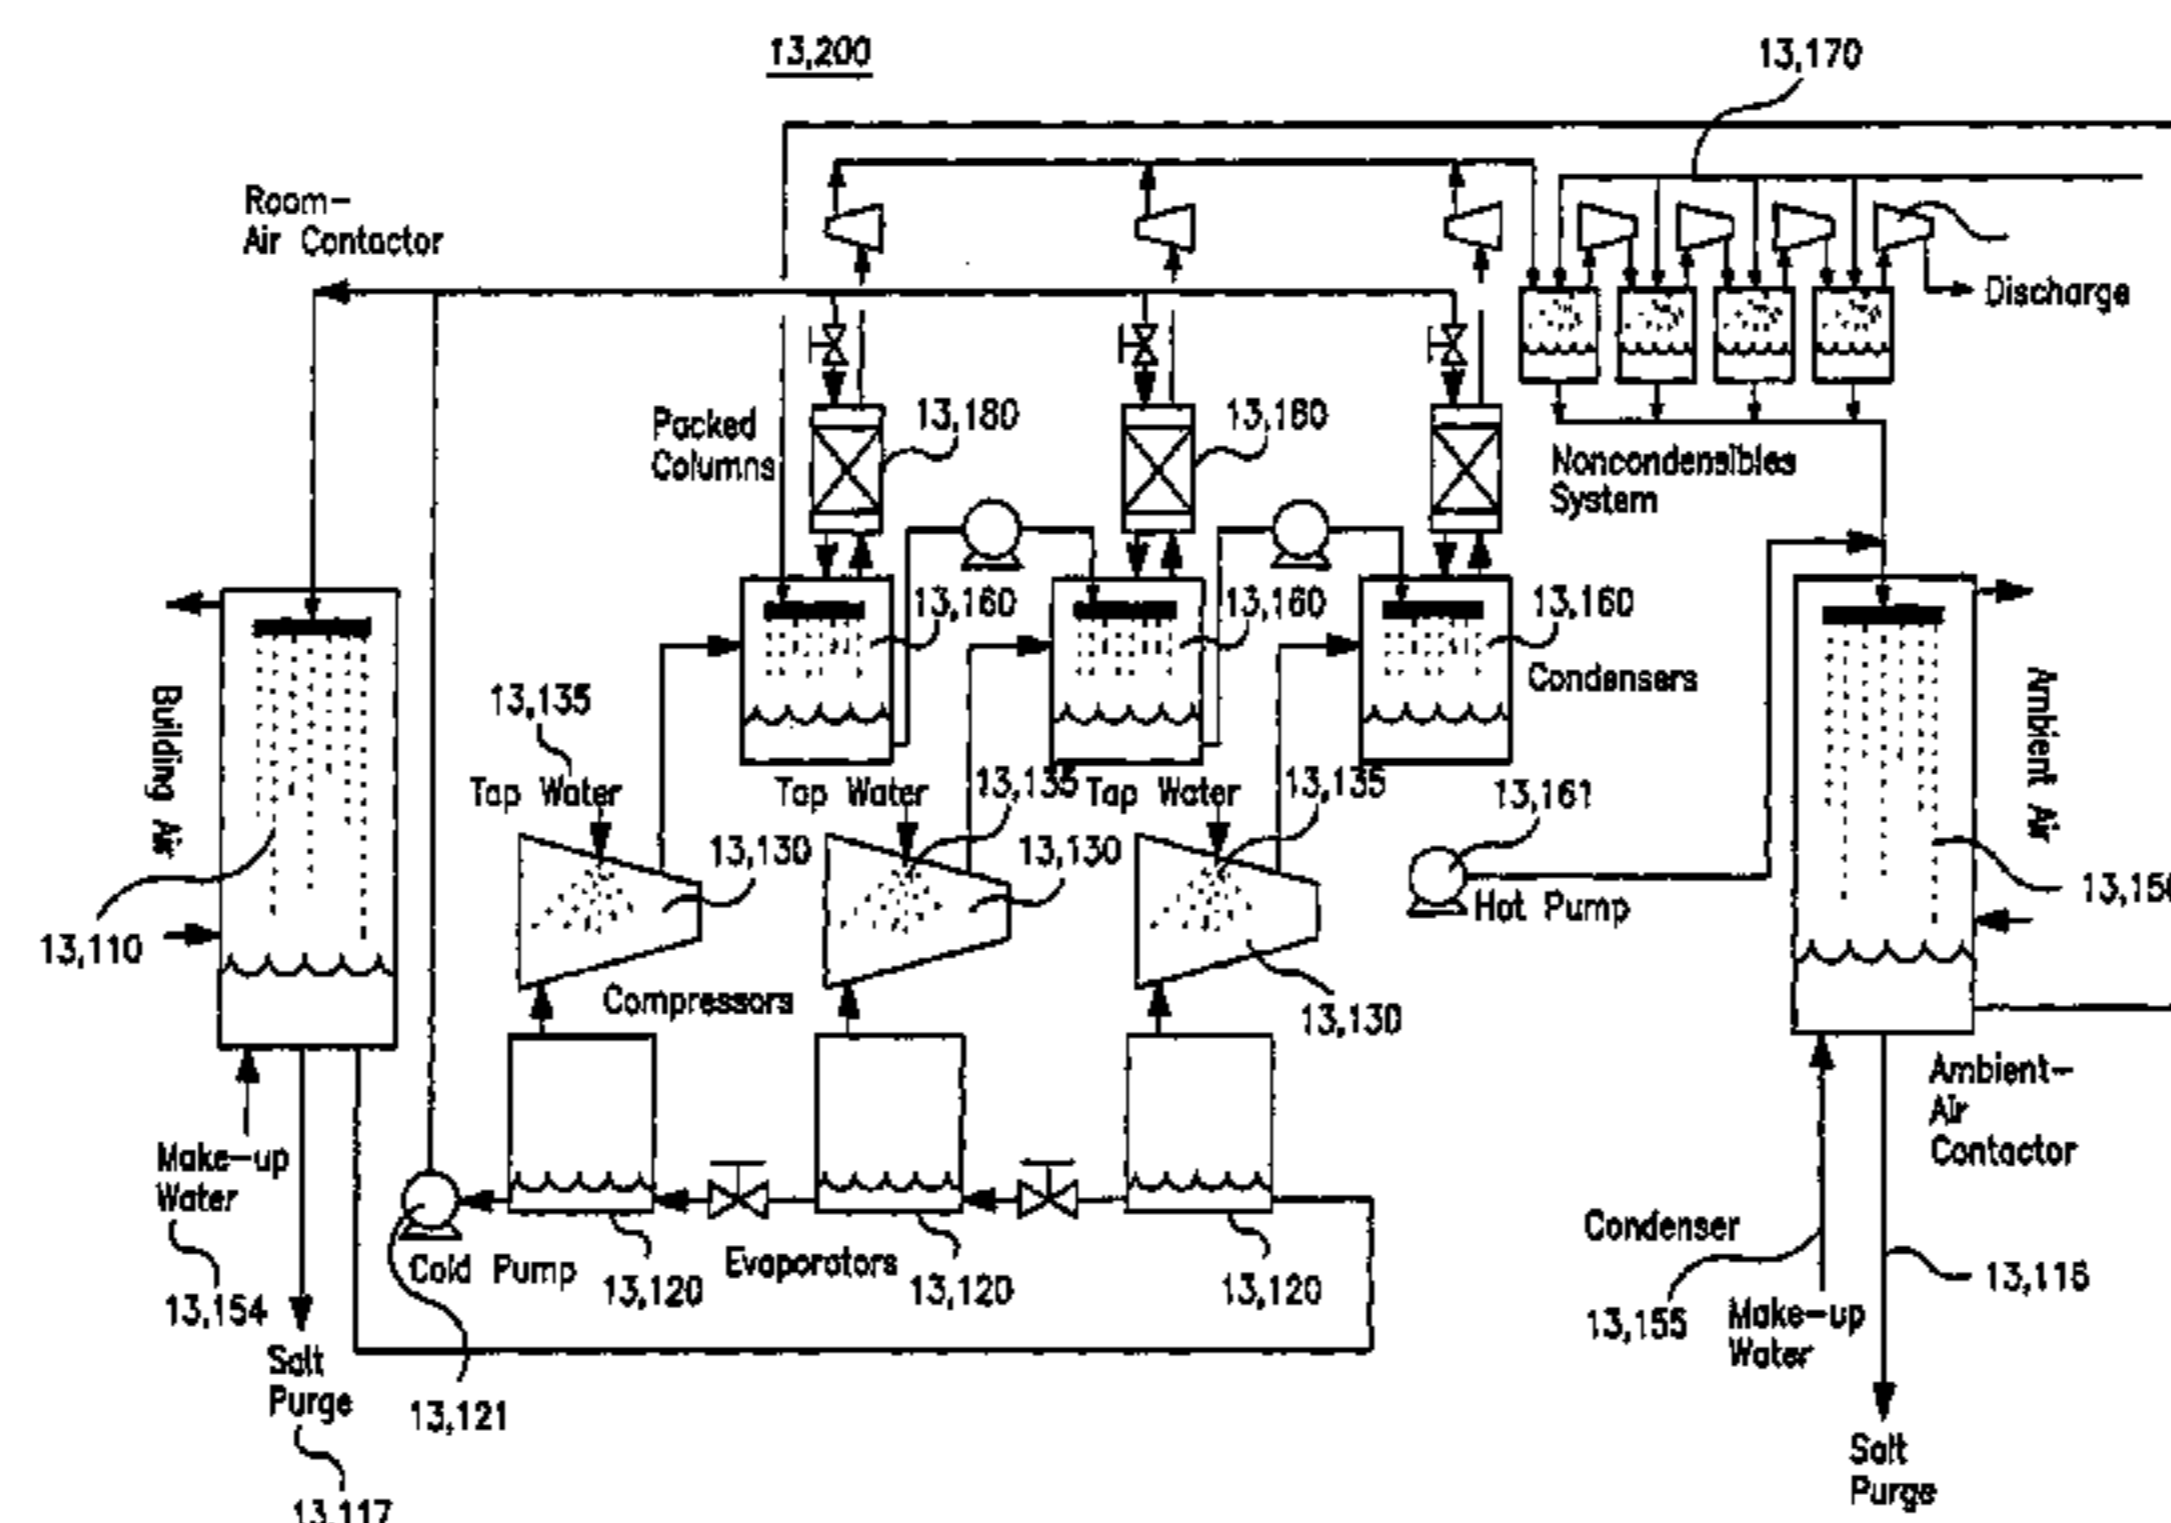 13,200
13,170
Room-
Air Contactor
Discharge
Packed
Columns
13,180
13,180
Noncondensibles
System
13,160
13,160
13,160
Condensers
Building Air
Ambient Air
13,135
Tap Water
Tap Water
13,135
Tap Water
13,135
13,161
13,130
13,130
Hot Pump
13,110
13,130
Compressors
Ambient-
Air
Contactor
Make-up
Water
13,154
Cold Pump
Evaporators
13,120
13,120
13,120
Condenser
13,155
Make-up
Water
Salt
Purge
13,121
13,117
Salt
Purge